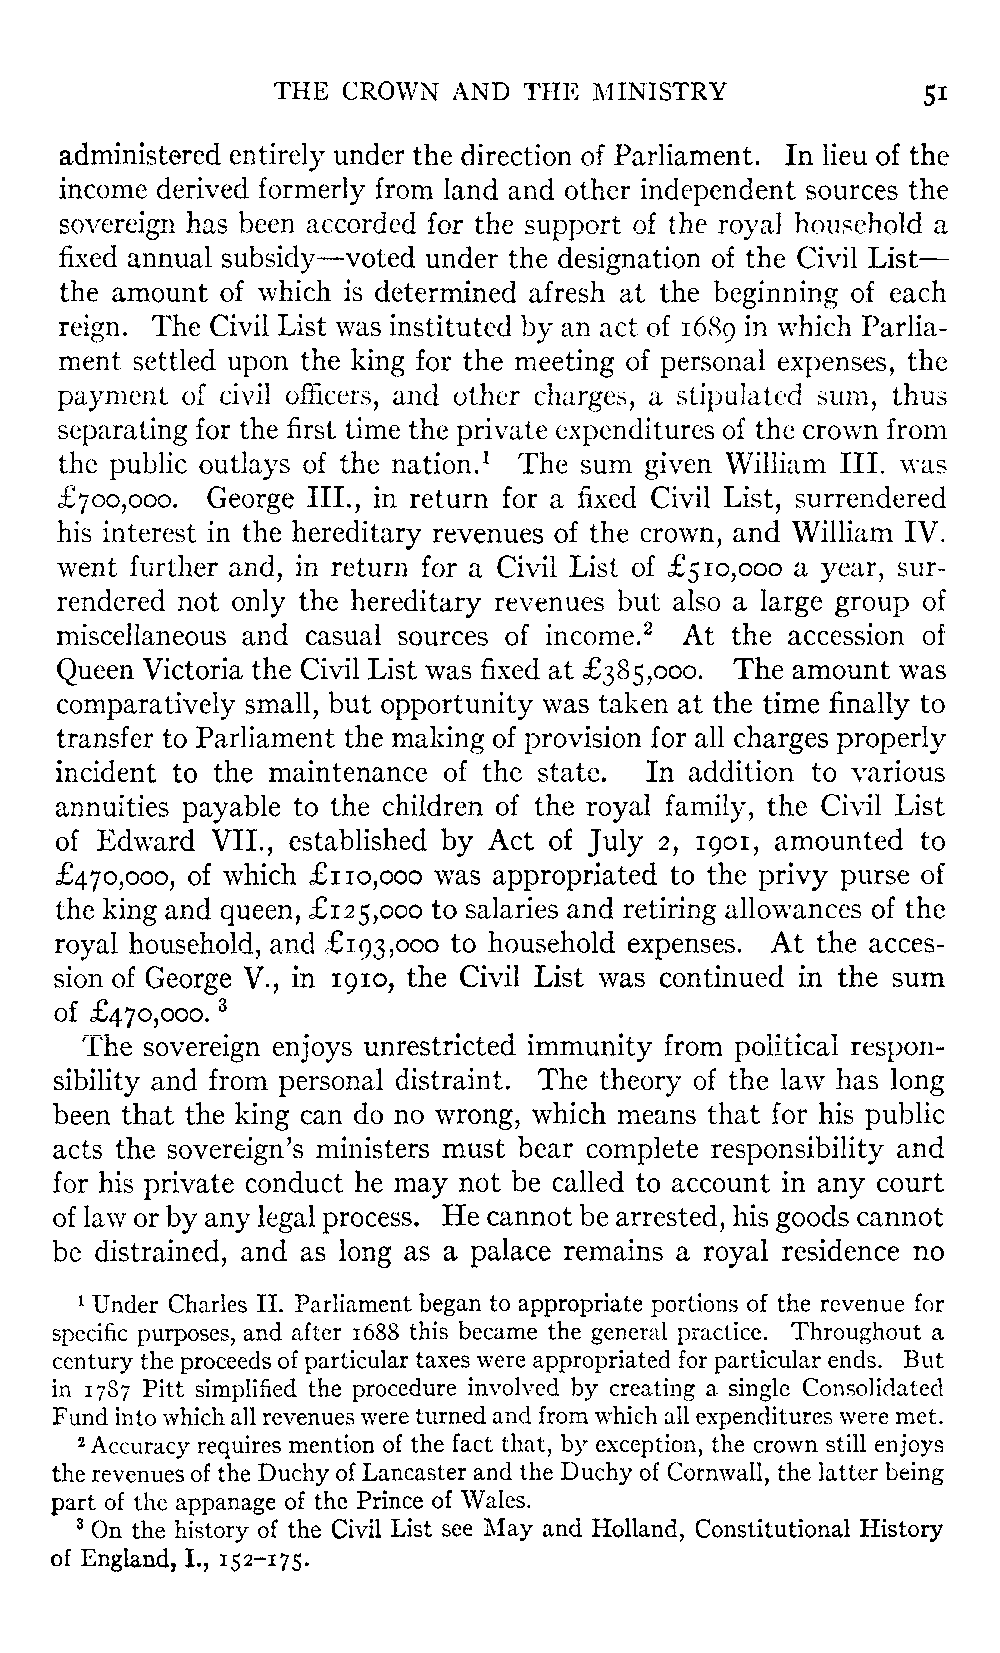 THE CROWN AND THE MINISTRY 51
administered entirely under the direction of Parliament. In lieu of the
income derived formerly from land and other independent sources the
sovereign has been accorded for the support of the royal household a
fixed annual subsidy—voted under the designation of the Civil List—
the amount of which is determined afresh at the beginning of each
reign. The Civil List was instituted by an act of 1689 in which Parlia-
ment settled upon the king for the meeting of personal expenses, the
payment of civil officers, and other charges, a stipulated sum, thus
separating for the first time the private expenditures of the crown from
the public outlays of the nation.¹ The sum given William III. was
£700,000. George III., in return for a fixed Civil List, surrendered
his interest in the hereditary revenues of the crown, and William IV.
went further and, in return for a Civil List of £510,000 a year, sur-
rendered not only the hereditary revenues but also a large group of
miscellaneous and casual sources of income.² At the accession of
Queen Victoria the Civil List was fixed at £385,000. The amount was
comparatively small, but opportunity was taken at the time finally to
transfer to Parliament the making of provision for all charges properly
incident to the maintenance of the state. In addition to various
annuities payable to the children of the royal family, the Civil List
of Edward VII., established by Act of July 2, 1901, amounted to
£470,000, of which £110,000 was appropriated to the privy purse of
the king and queen, £125,000 to salaries and retiring allowances of the
royal household, and £193,000 to household expenses. At the acces-
sion of George V., in 1910, the Civil List was continued in the sum
of £470,000. ³
The sovereign enjoys unrestricted immunity from political respon-
sibility and from personal distraint. The theory of the law has long
been that the king can do no wrong, which means that for his public
acts the sovereign's ministers must bear complete responsibility and
for his private conduct he may not be called to account in any court
of law or by any legal process. He cannot be arrested, his goods cannot
be distrained, and as long as a palace remains a royal residence no
¹ Under Charles II. Parliament began to appropriate portions of the revenue for
specific purposes, and after 1688 this became the general practice. Throughout a
century the proceeds of particular taxes were appropriated for particular ends. But
in 1787 Pitt simplified the procedure involved by creating a single Consolidated
Fund into which all revenues were turned and from which all expenditures were met.
² Accuracy requires mention of the fact that, by exception, the crown still enjoys
the revenues of the Duchy of Lancaster and the Duchy of Cornwall, the latter being
part of the appanage of the Prince of Wales.
³ On the history of the Civil List see May and Holland, Constitutional History
of England, I., 152–175.